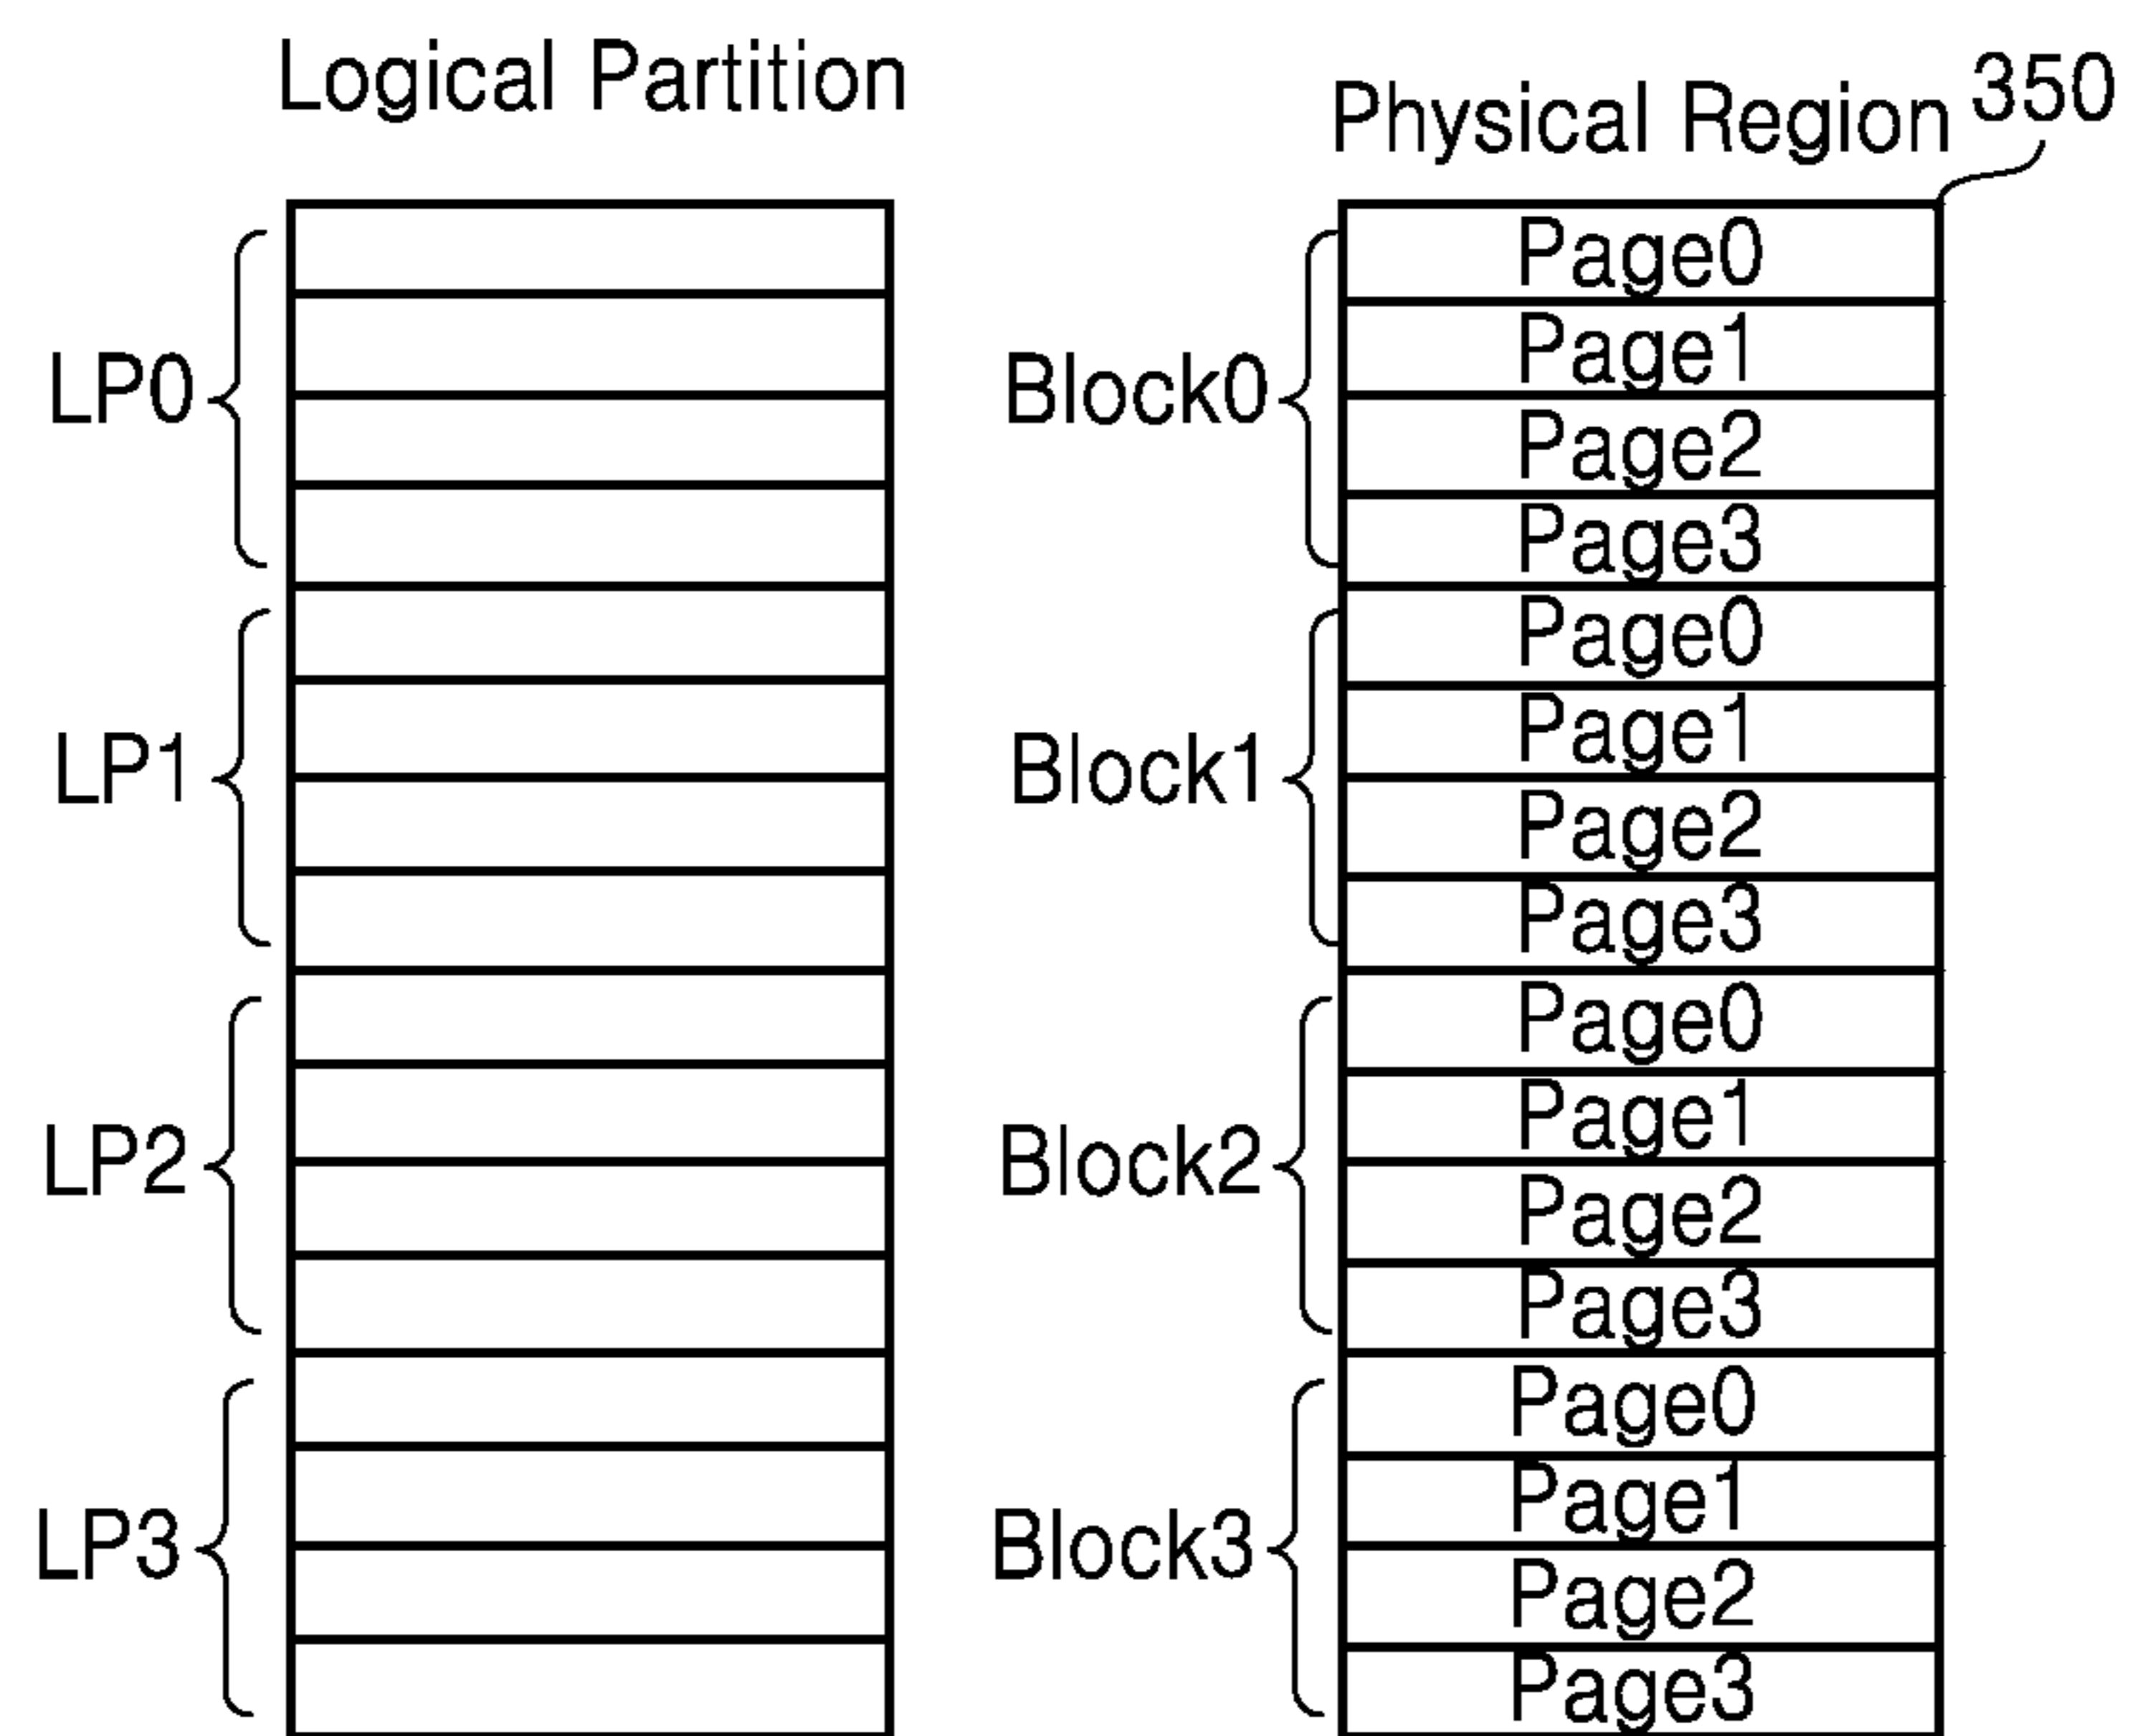 Logical Partition
Physical Region
350
LP0
LP1
LP2
LP3
Block0
Page0
Page1
Page2
Page3
Block1
Page0
Page1
Page2
Page3
Block2
Page0
Page1
Page2
Page3
Block3
Page0
Page1
Page2
Page3